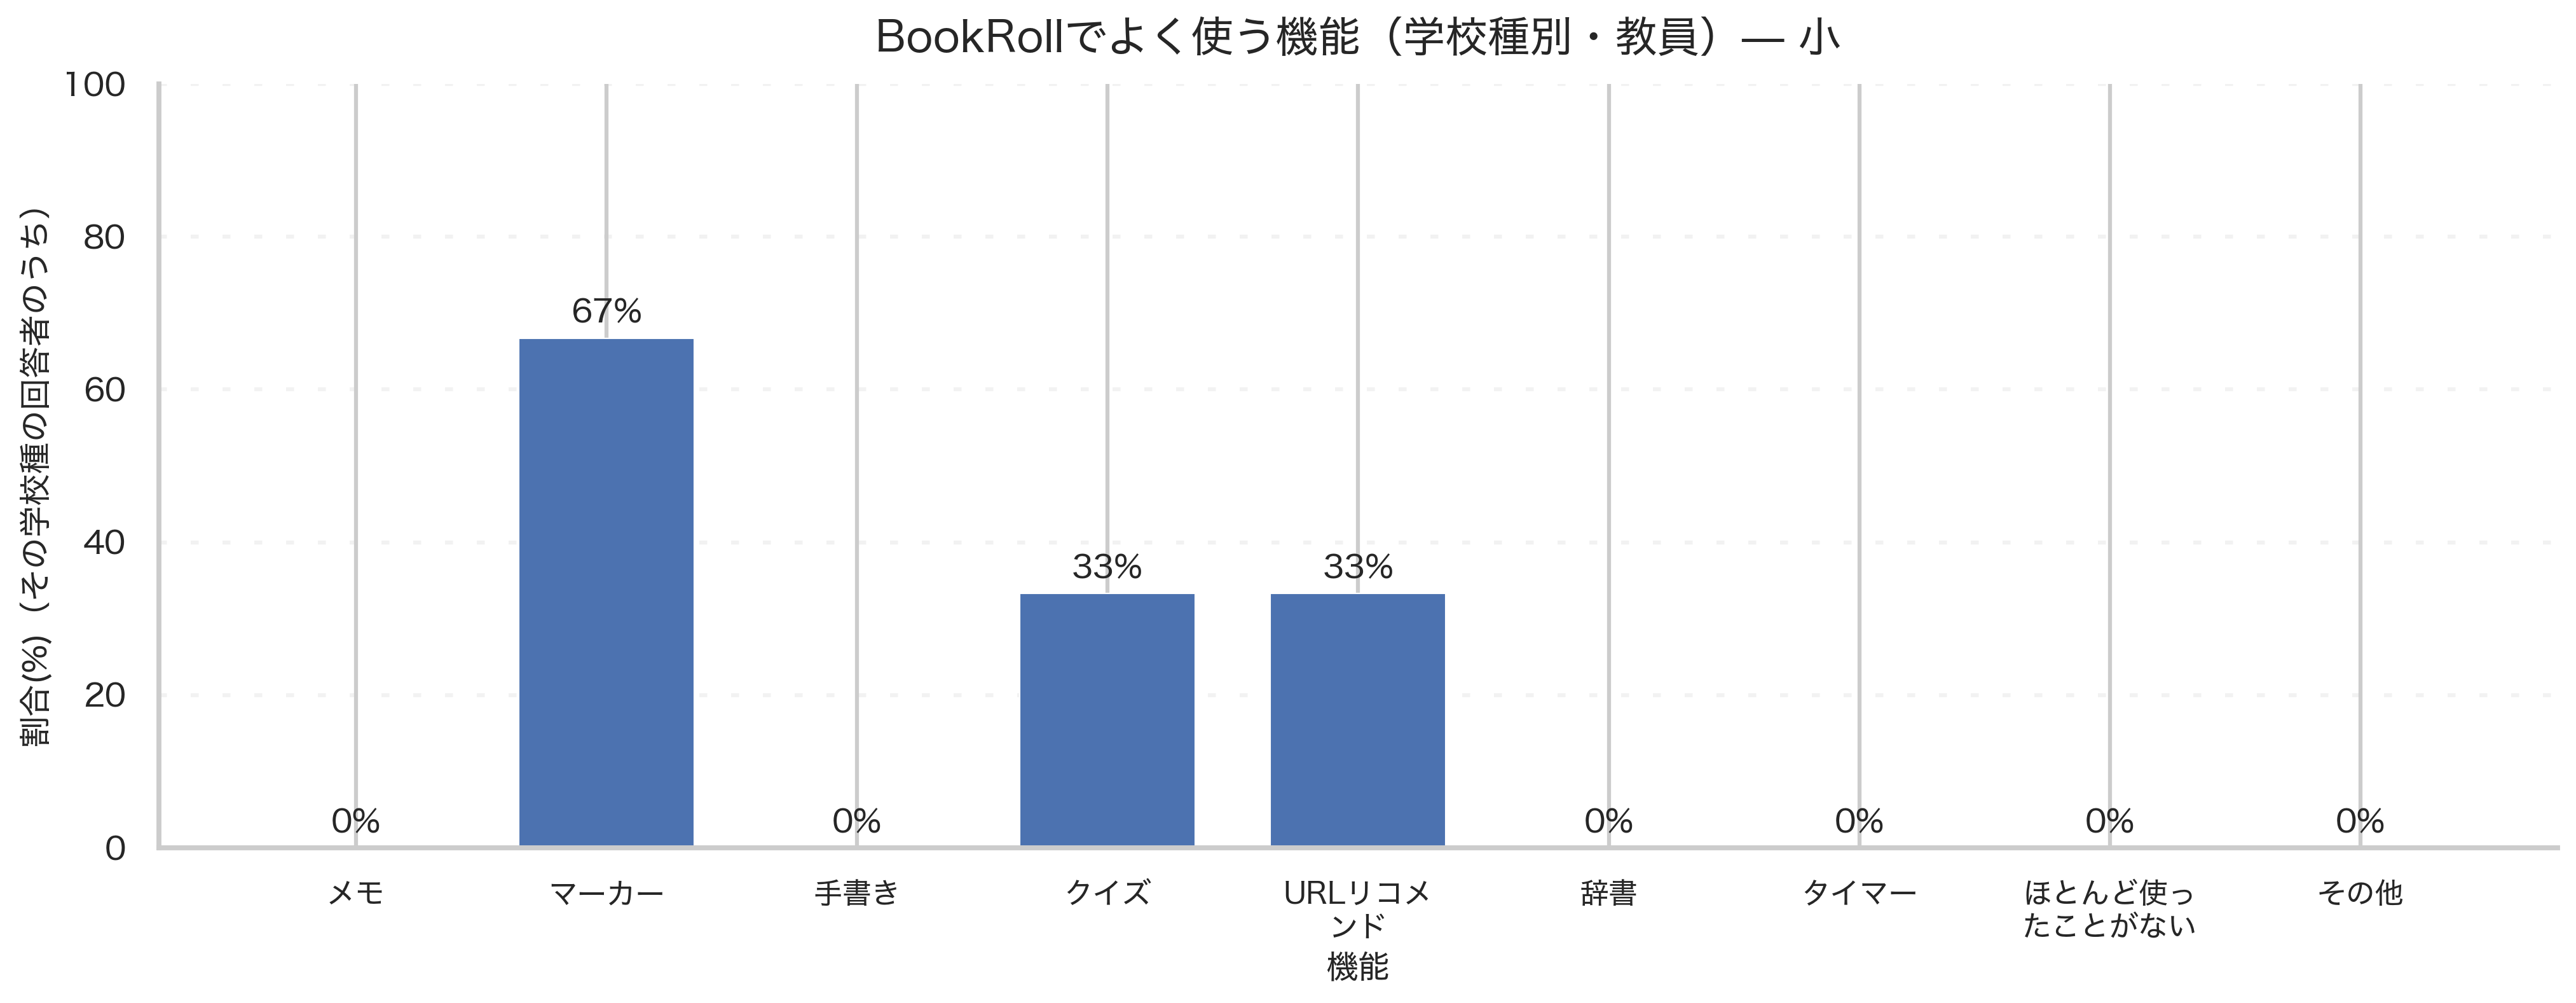 BookRollでよく使う機能（学校種別・教員）— 小
割合(%)（その学校種の回答者のうち）
100
80
60
40
20
0
0%
67%
0%
33%
33%
0%
0%
0%
0%
メモ
マーカー
手書き
クイズ
URLリコメ
ンド
辞書
タイマー
ほとんど使っ
たことがない
その他
機能